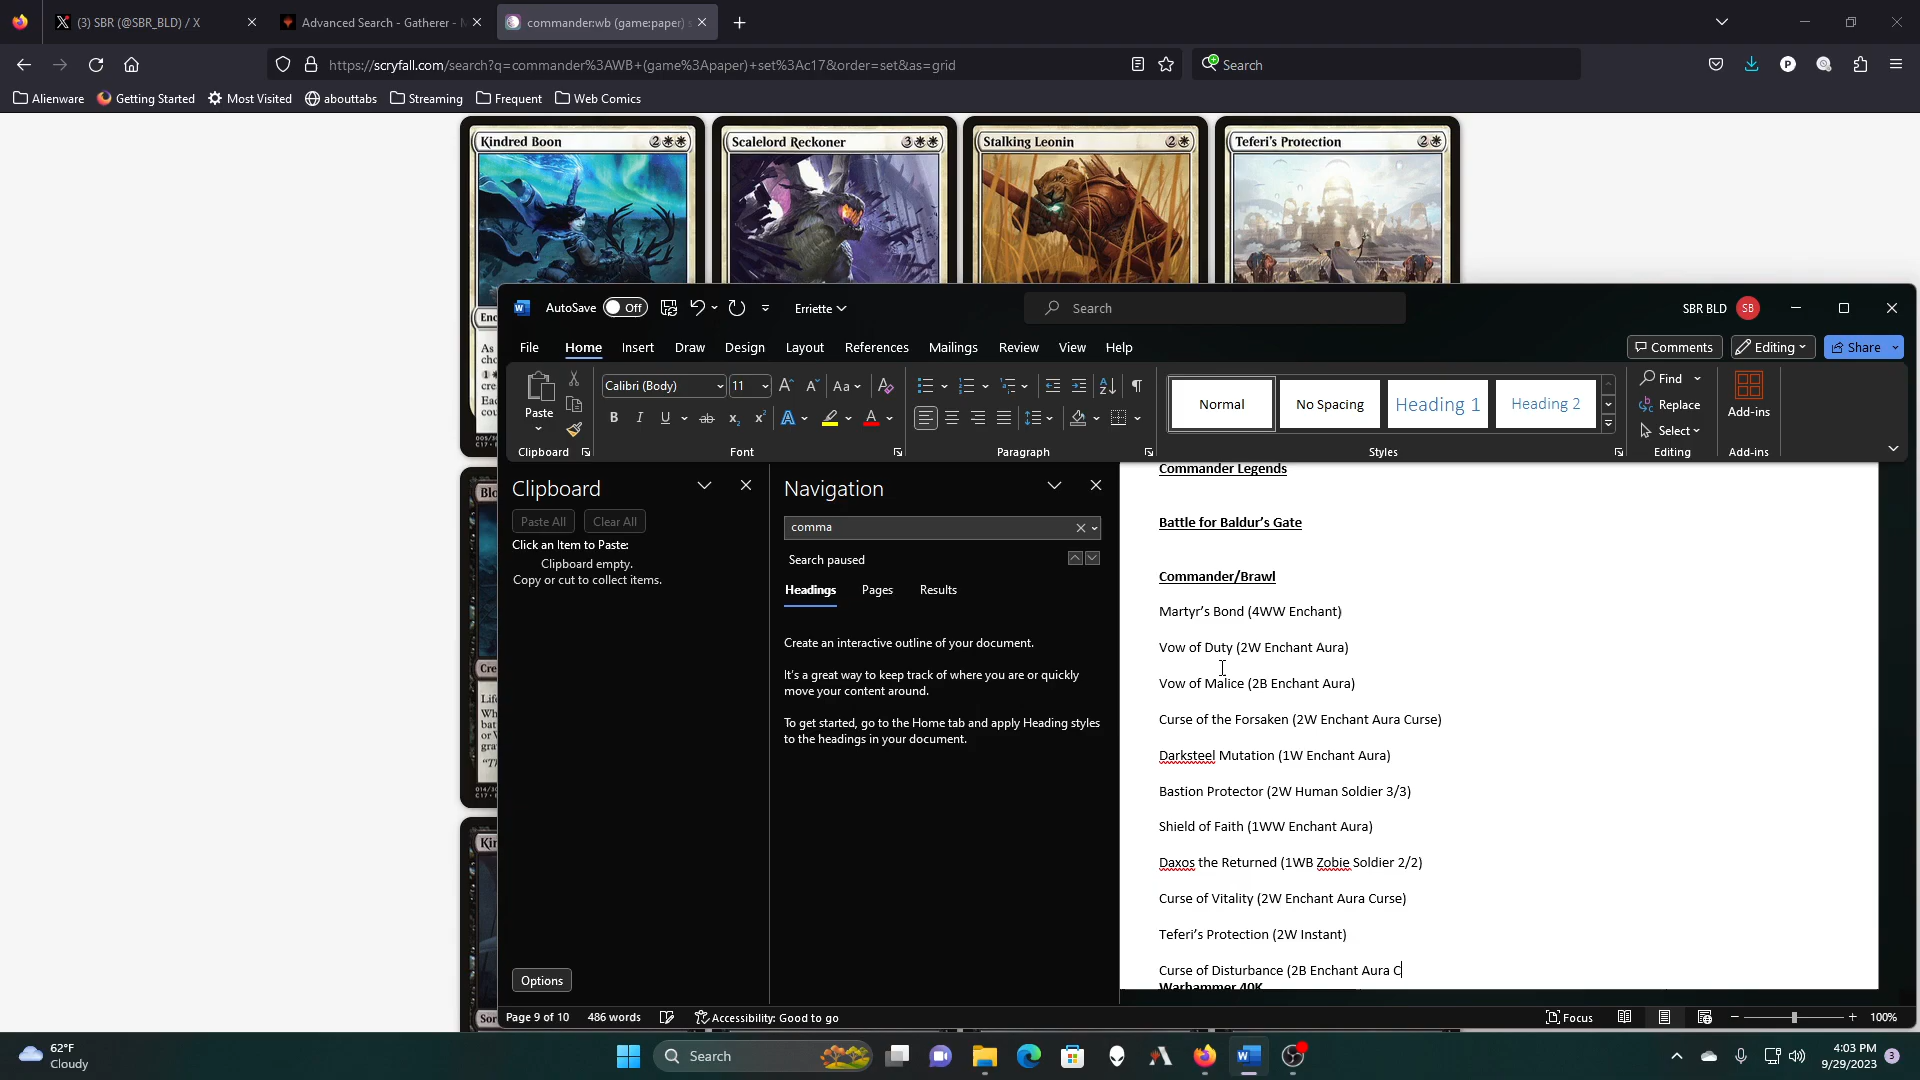 (3) SBR (@SBR_BLD) / X
Advanced Search - Gatherer - M
commander:wb (game:paper) s
https://scryfall.com/search?q=commander%3AWB+(game%3Apaper)+set%3Ac17&order=set&as=grid
Search
Alienware
Getting Started
Most Visited
abouttabs
Streaming
Frequent
Web Comics
Kindred Boon
Scalelord Reckoner
Stalking Leonin
Teferi's Protection
AutoSave Off
Erriette
Search
SBR BLD SB
File Home Insert Draw Design Layout References Mailings Review View Help
Comments Editing Share
Calibri (Body) 11
Paste
Normal No Spacing Heading 1 Heading 2
Find
Replace
Select
Add-ins
Clipboard Font Paragraph Styles Editing Add-ins
Clipboard
Paste All Clear All
Click an Item to Paste:
Clipboard empty.
Copy or cut to collect items.
Options
Navigation
comma
Search paused
Headings Pages Results
Create an interactive outline of your document.
It's a great way to keep track of where you are or quickly
move your content around.
To get started, go to the Home tab and apply Heading styles
to the headings in your document.
Commander Legends
Battle for Baldur's Gate
Commander/Brawl
Martyr's Bond (4WW Enchant)
Vow of Duty (2W Enchant Aura)
Vow of Malice (2B Enchant Aura)
Curse of the Forsaken (2W Enchant Aura Curse)
Darksteel Mutation (1W Enchant Aura)
Bastion Protector (2W Human Soldier 3/3)
Shield of Faith (1WW Enchant Aura)
Daxos the Returned (1WB Zobie Soldier 2/2)
Curse of Vitality (2W Enchant Aura Curse)
Teferi's Protection (2W Instant)
Curse of Disturbance (2B Enchant Aura C
Warhammer 40K
Page 9 of 10 486 words
Accessibility: Good to go
Focus
100%
62°F
Cloudy
Search
4:03 PM
9/29/2023
3